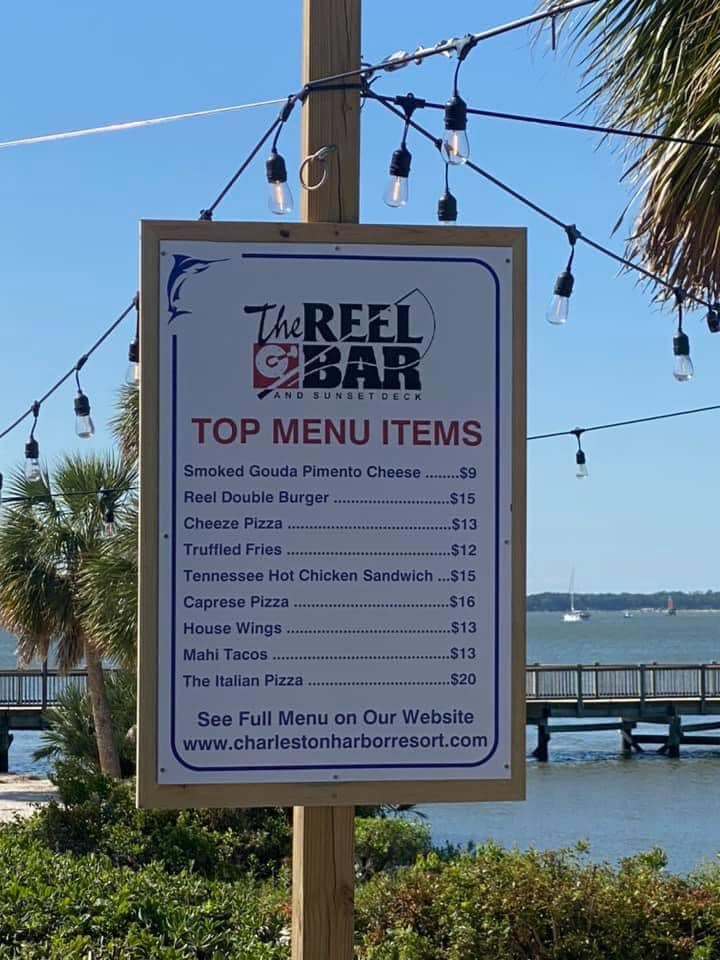 The REEL
BAR
AND SUNSET DECK
TOP MENU ITEMS
Smoked Gouda Pimento Cheese ........$9
Reel Double Burger ............................$15
Cheeze Pizza .......................................$13
Truffled Fries .......................................$12
Tennessee Hot Chicken Sandwich ...$15
Caprese Pizza .....................................$16
House Wings .......................................$13
Mahi Tacos ..........................................$13
The Italian Pizza .................................$20
See Full Menu on Our Website
www.charlestonharborresort.com